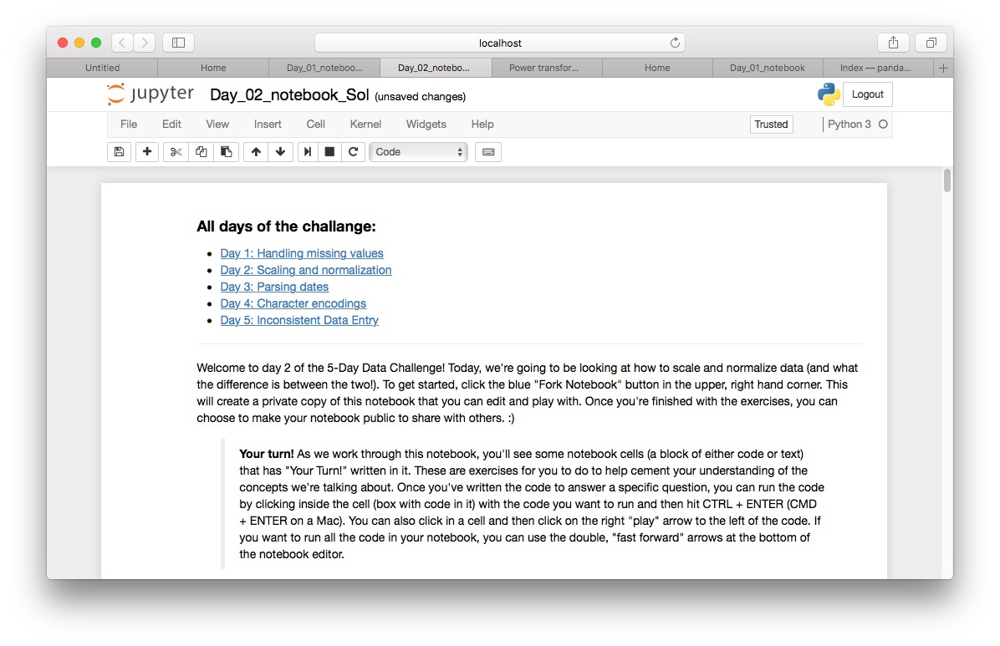 localhost
Untitled
Home
Day_01_noteboo...
Day_02_notebo...
Power transfor...
Home
Day_01_notebook
Index — panda...
jupyter
Day_02_notebook_Sol (unsaved changes)
Logout
File
Edit
View
Insert
Cell
Kernel
Widgets
Help
Trusted
Python 3
Code
All days of the challange:
Day 1: Handling missing values
Day 2: Scaling and normalization
Day 3: Parsing dates
Day 4: Character encodings
Day 5: Inconsistent Data Entry
Welcome to day 2 of the 5-Day Data Challenge! Today, we're going to be looking at how to scale and normalize data (and what
the difference is between the two!). To get started, click the blue "Fork Notebook" button in the upper, right hand corner. This
will create a private copy of this notebook that you can edit and play with. Once you're finished with the exercises, you can
choose to make your notebook public to share with others. :)
Your turn! As we work through this notebook, you'll see some notebook cells (a block of either code or text)
that has "Your Turn!" written in it. These are exercises for you to do to help cement your understanding of the
concepts we're talking about. Once you've written the code to answer a specific question, you can run the code
by clicking inside the cell (box with code in it) with the code you want to run and then hit CTRL + ENTER (CMD
+ ENTER on a Mac). You can also click in a cell and then click on the right "play" arrow to the left of the code. If
you want to run all the code in your notebook, you can use the double, "fast forward" arrows at the bottom of
the notebook editor.